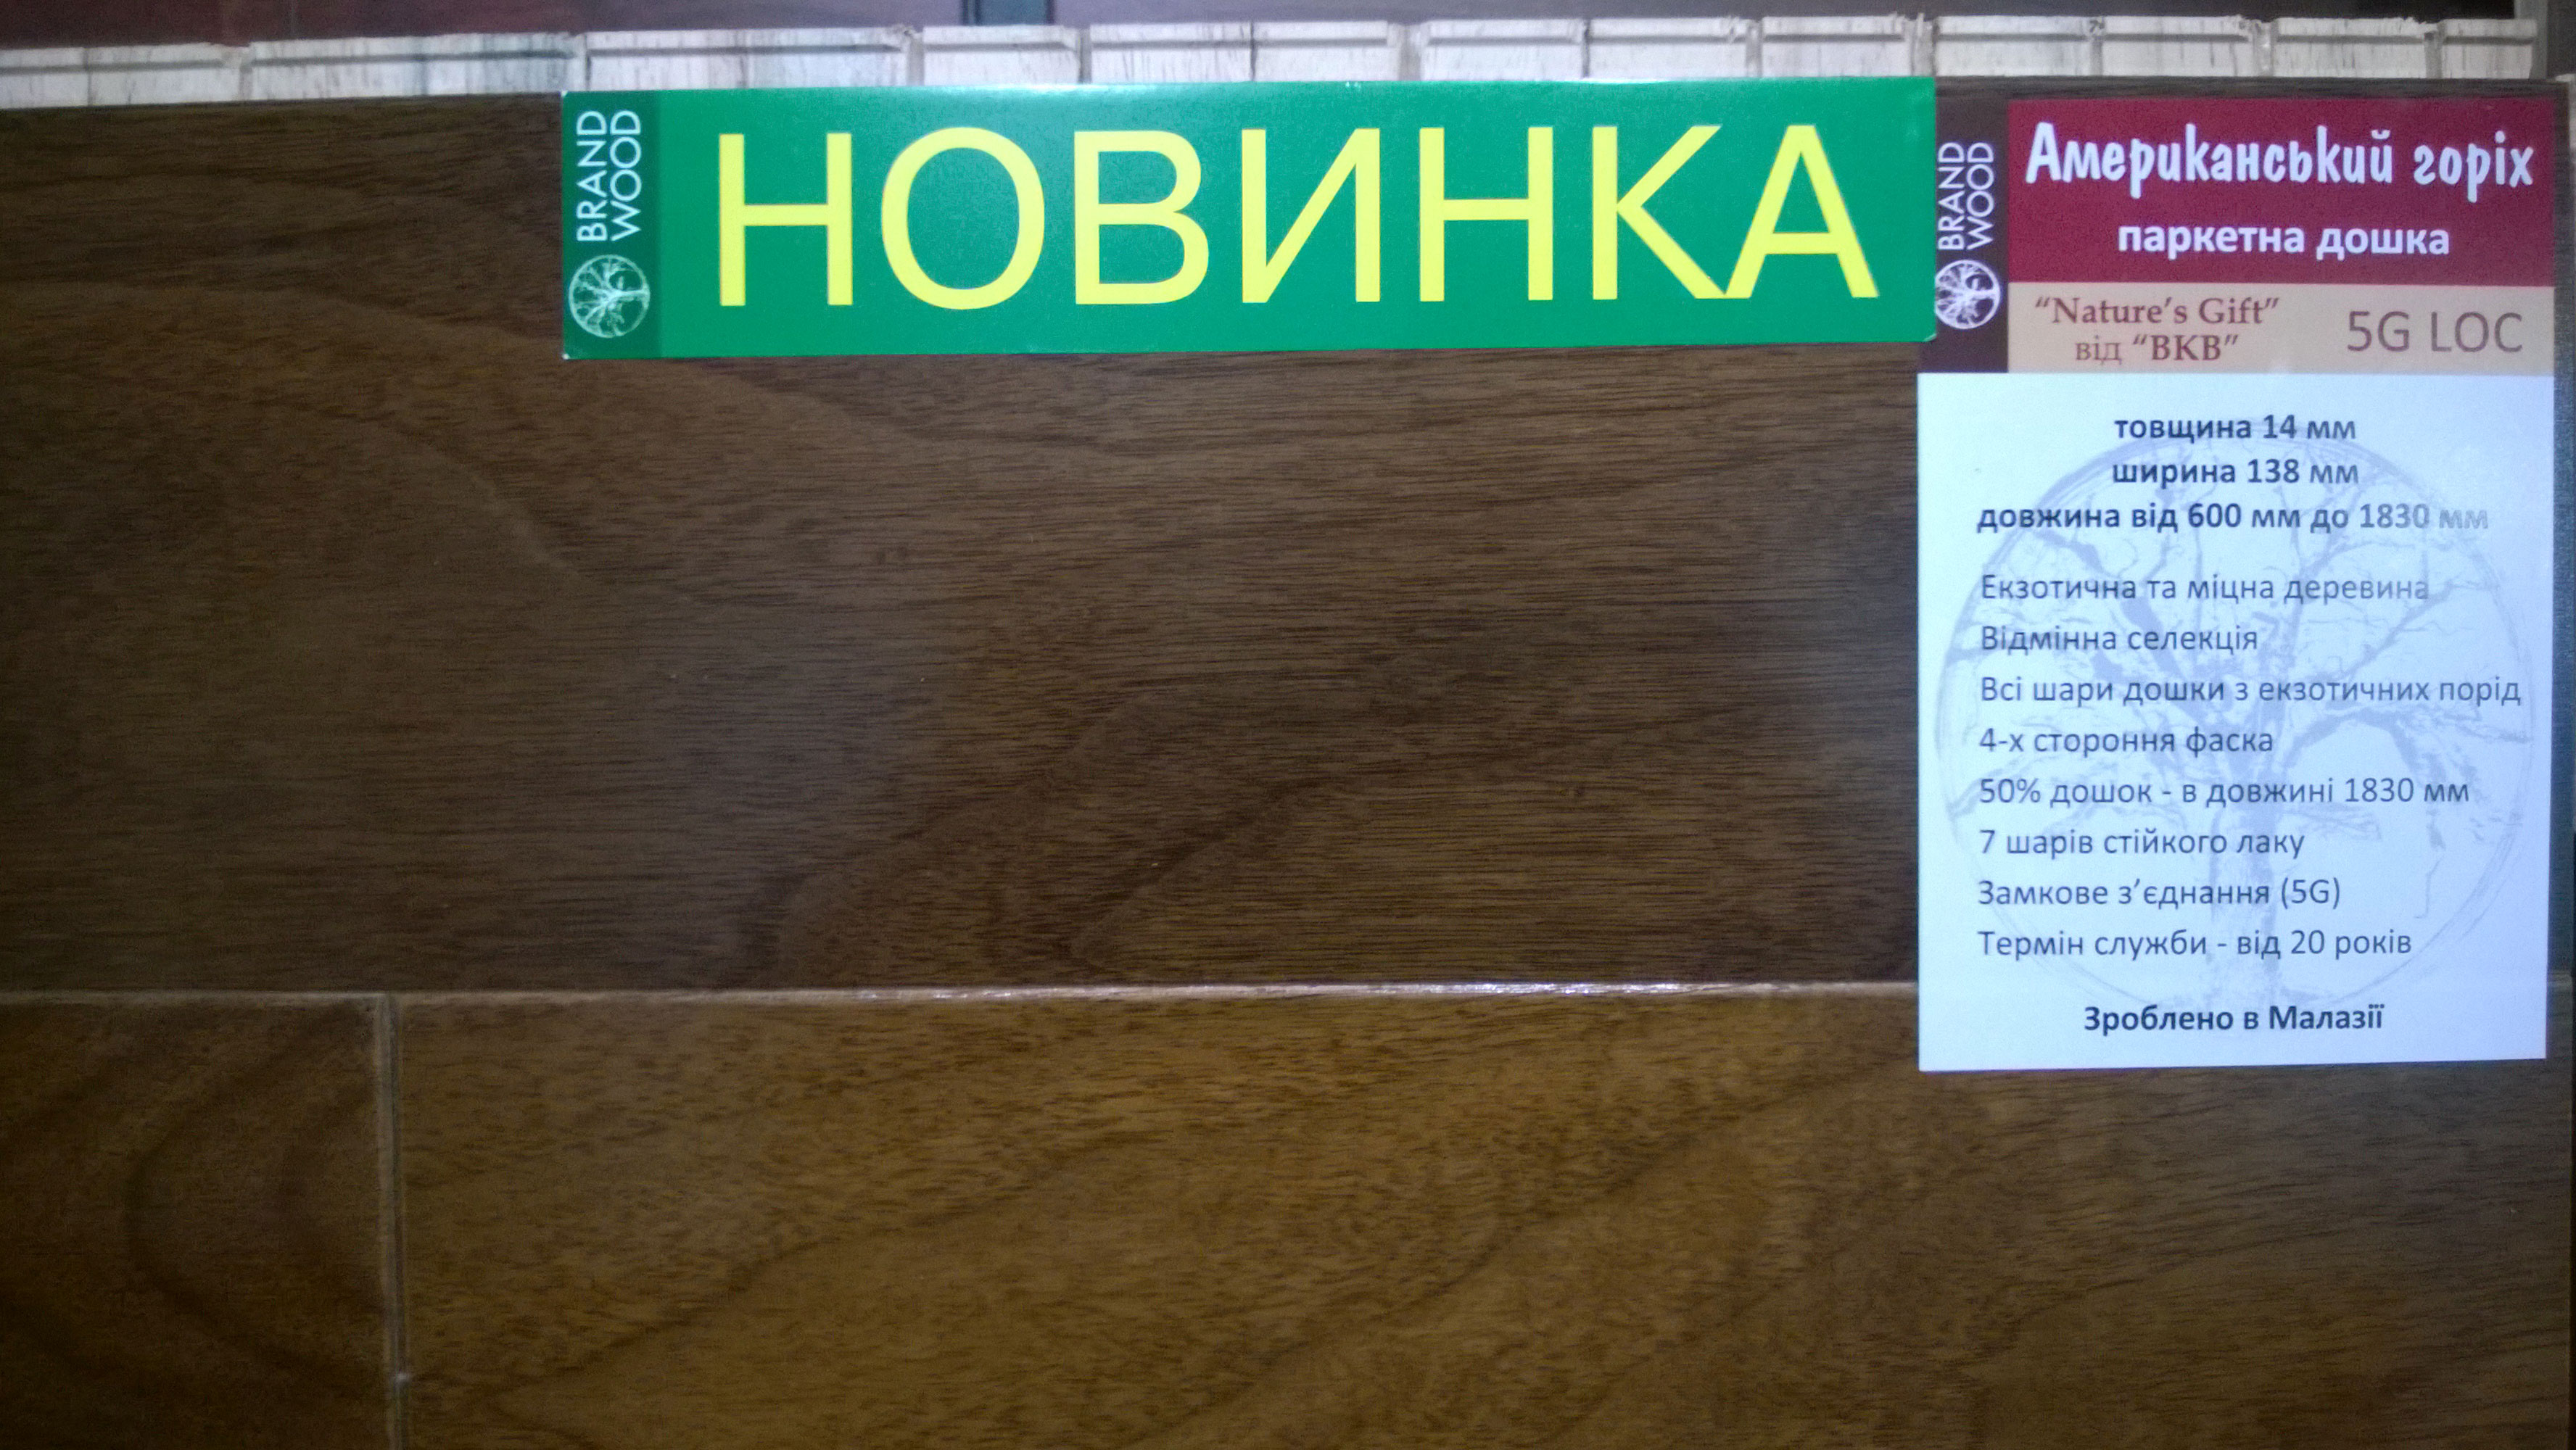 BRAND
WOOD
НОВИНКА
BRAND
WOOD
Американський горіх
паркетна дошка
"Nature's Gift"
від "BKB"
5G LOC
товщина 14 мм
ширина 138 мм
довжина від 600 мм до 1830 мм
Екзотична та міцна деревина
Відмінна селекція
Всі шари дошки з екзотичних порід
4-х стороння фаска
50% дошок - в довжині 1830 мм
7 шарів стійкого лаку
Замкове з’єднання (5G)
Термін служби - від 20 років
Зроблено в Малазії